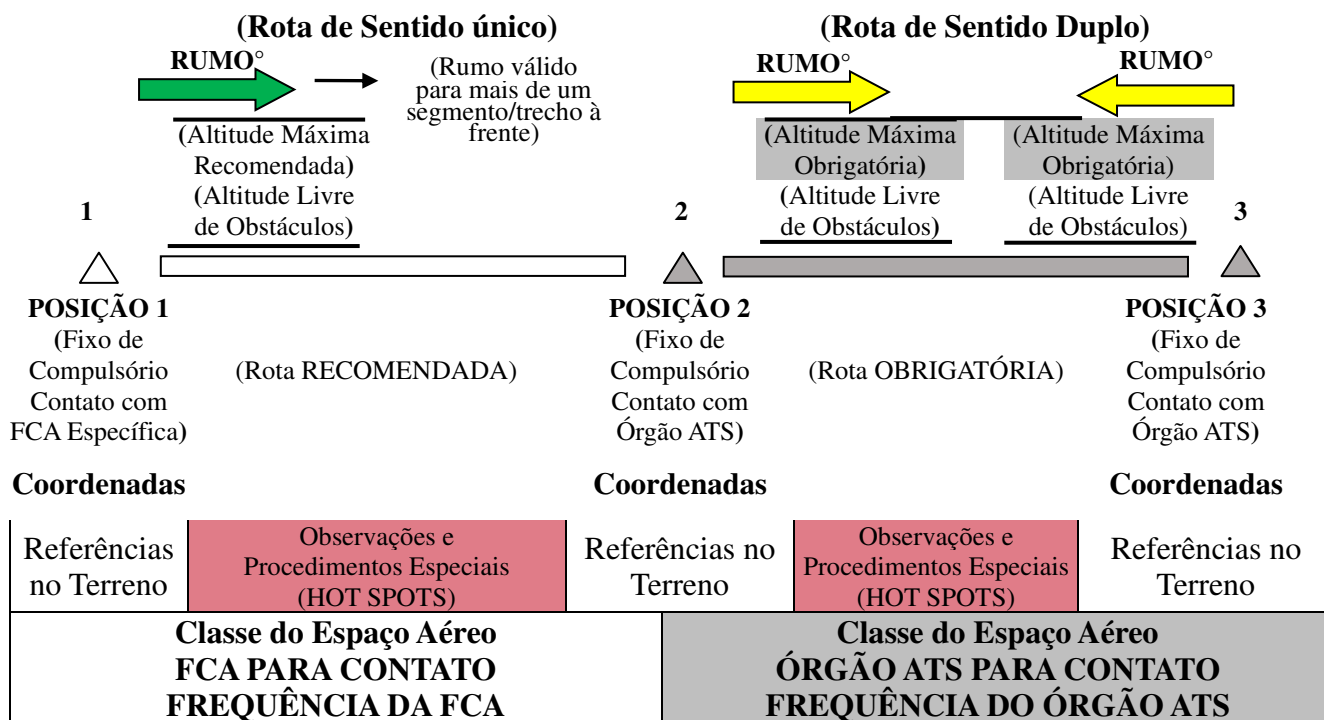 (Rota de Sentido único)
(Rota de Sentido Duplo)
RUMO°
(Rumo válido
para mais de um
segmento/trecho à
frente)
RUMO°
RUMO°
(Altitude Máxima
Recomendada)
(Altitude Livre
de Obstáculos)
(Altitude Máxima
Obrigatória)
(Altitude Livre
de Obstáculos)
(Altitude Máxima
Obrigatória)
(Altitude Livre
de Obstáculos)
1
2
3
POSIÇÃO 1
(Fixo de
Compulsório
Contato com
FCA Específica)
(Rota RECOMENDADA)
POSIÇÃO 2
(Fixo de
Compulsório
Contato com
Órgão ATS)
(Rota OBRIGATÓRIA)
POSIÇÃO 3
(Fixo de
Compulsório
Contato com
Órgão ATS)
Coordenadas
Coordenadas
Coordenadas
Referências
no Terreno
Observações e
Procedimentos Especiais
(HOT SPOTS)
Referências no
Terreno
Observações e
Procedimentos Especiais
(HOT SPOTS)
Referências no
Terreno
Classe do Espaço Aéreo
FCA PARA CONTATO
FREQUÊNCIA DA FCA
Classe do Espaço Aéreo
ÓRGÃO ATS PARA CONTATO
FREQUÊNCIA DO ÓRGÃO ATS